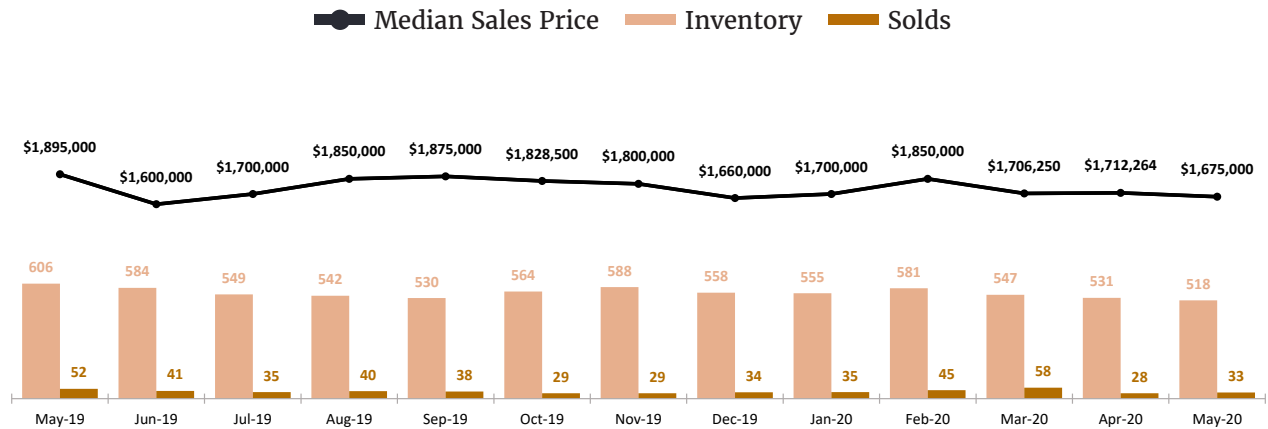 Median Sales Price Inventory Solds
$1,895,000 $1,600,000 $1,700,000 $1,850,000 $1,875,000 $1,828,500 $1,800,000 $1,660,000 $1,700,000 $1,850,000 $1,706,250 $1,712,264 $1,675,000
606 584 549 542 530 564 588 558 555 581 547 531 518
52 41 35 40 38 29 29 34 35 45 58 28 33
May-19 Jun-19 Jul-19 Aug-19 Sep-19 Oct-19 Nov-19 Dec-19 Jan-20 Feb-20 Mar-20 Apr-20 May-20